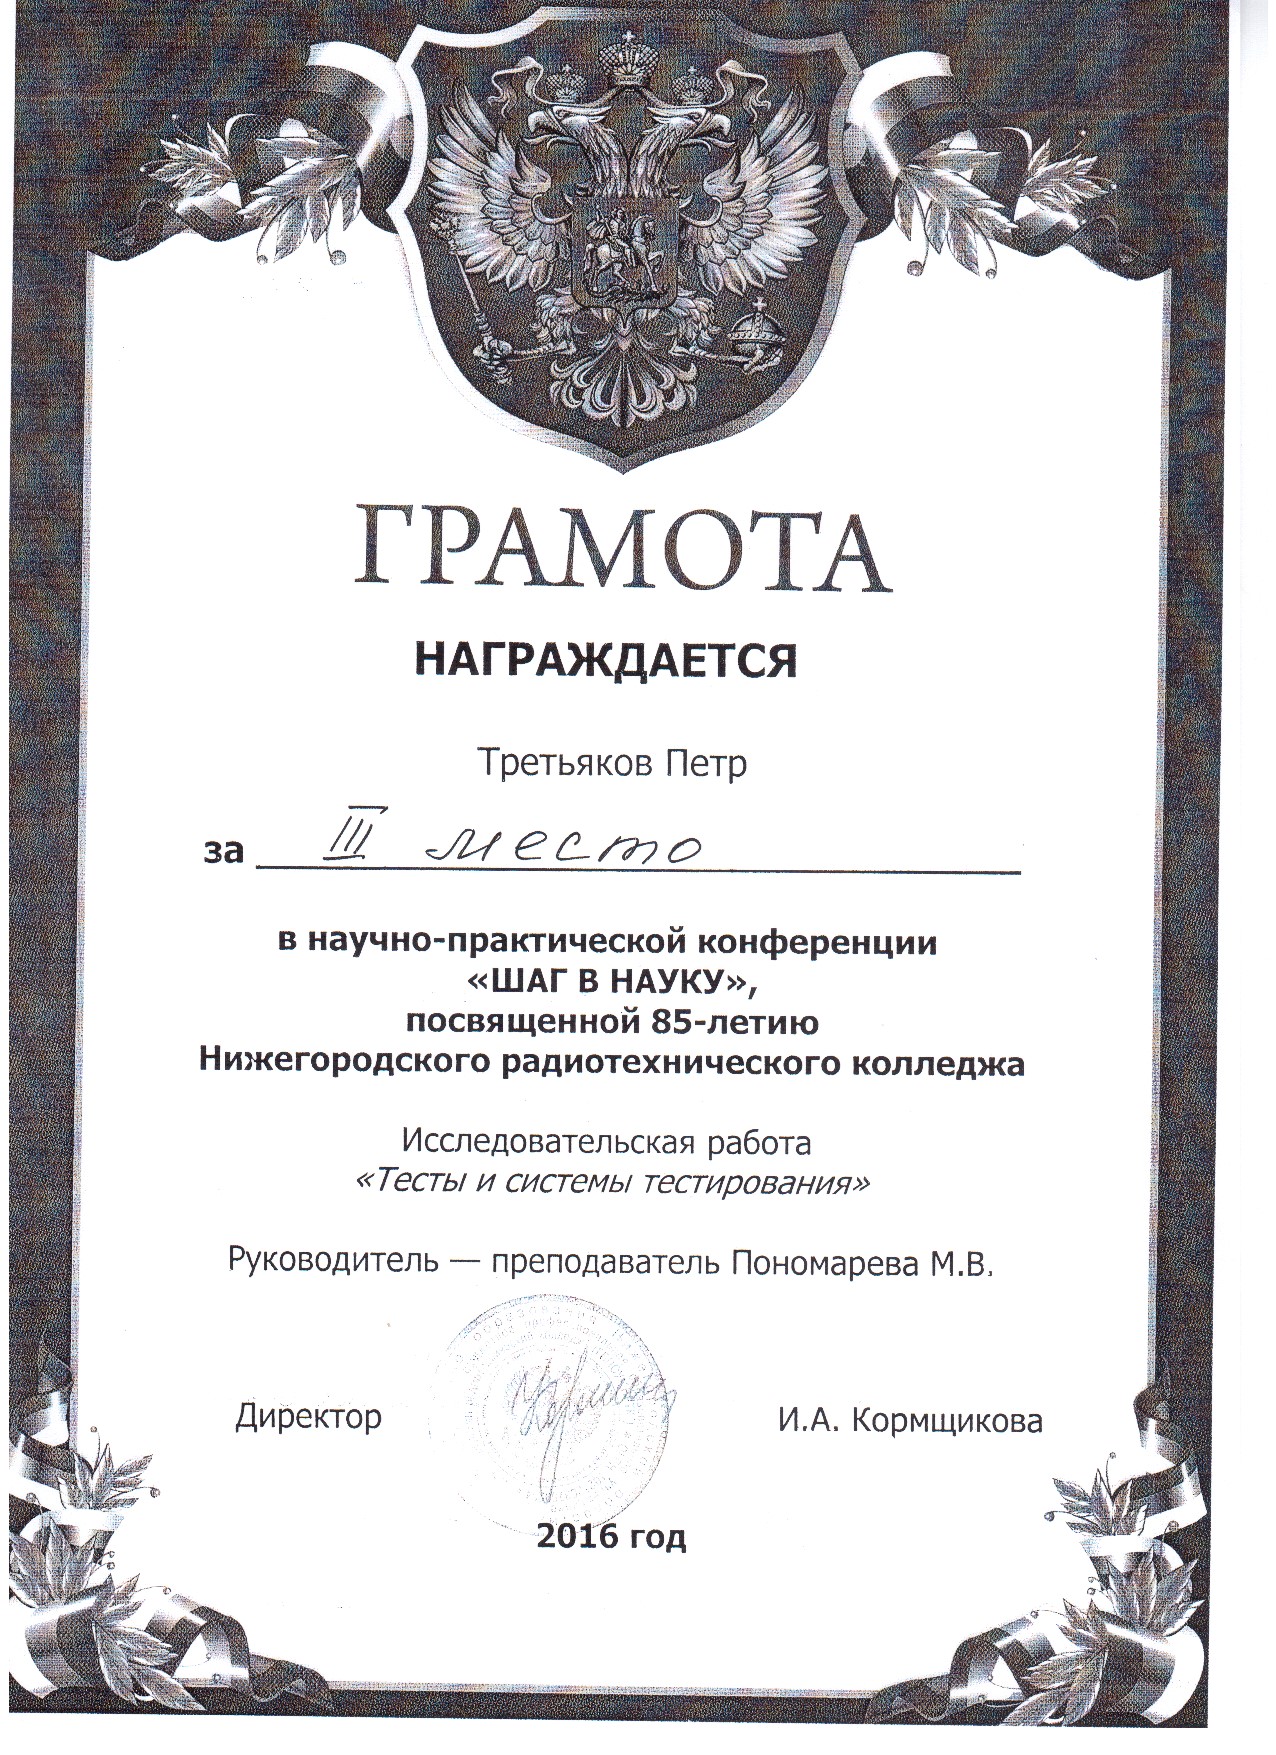 ГРАМОТА
НАГРАЖДАЕТСЯ
Третьяков Петр
за III место
в научно-практической конференции
«ШАГ В НАУКУ»,
посвященной 85-летию
Нижегородского радиотехнического колледжа
Исследовательская работа
«Тесты и системы тестирования»
Руководитель — преподаватель Пономарева М.В.
Директор И.А. Кормщикова
2016 год